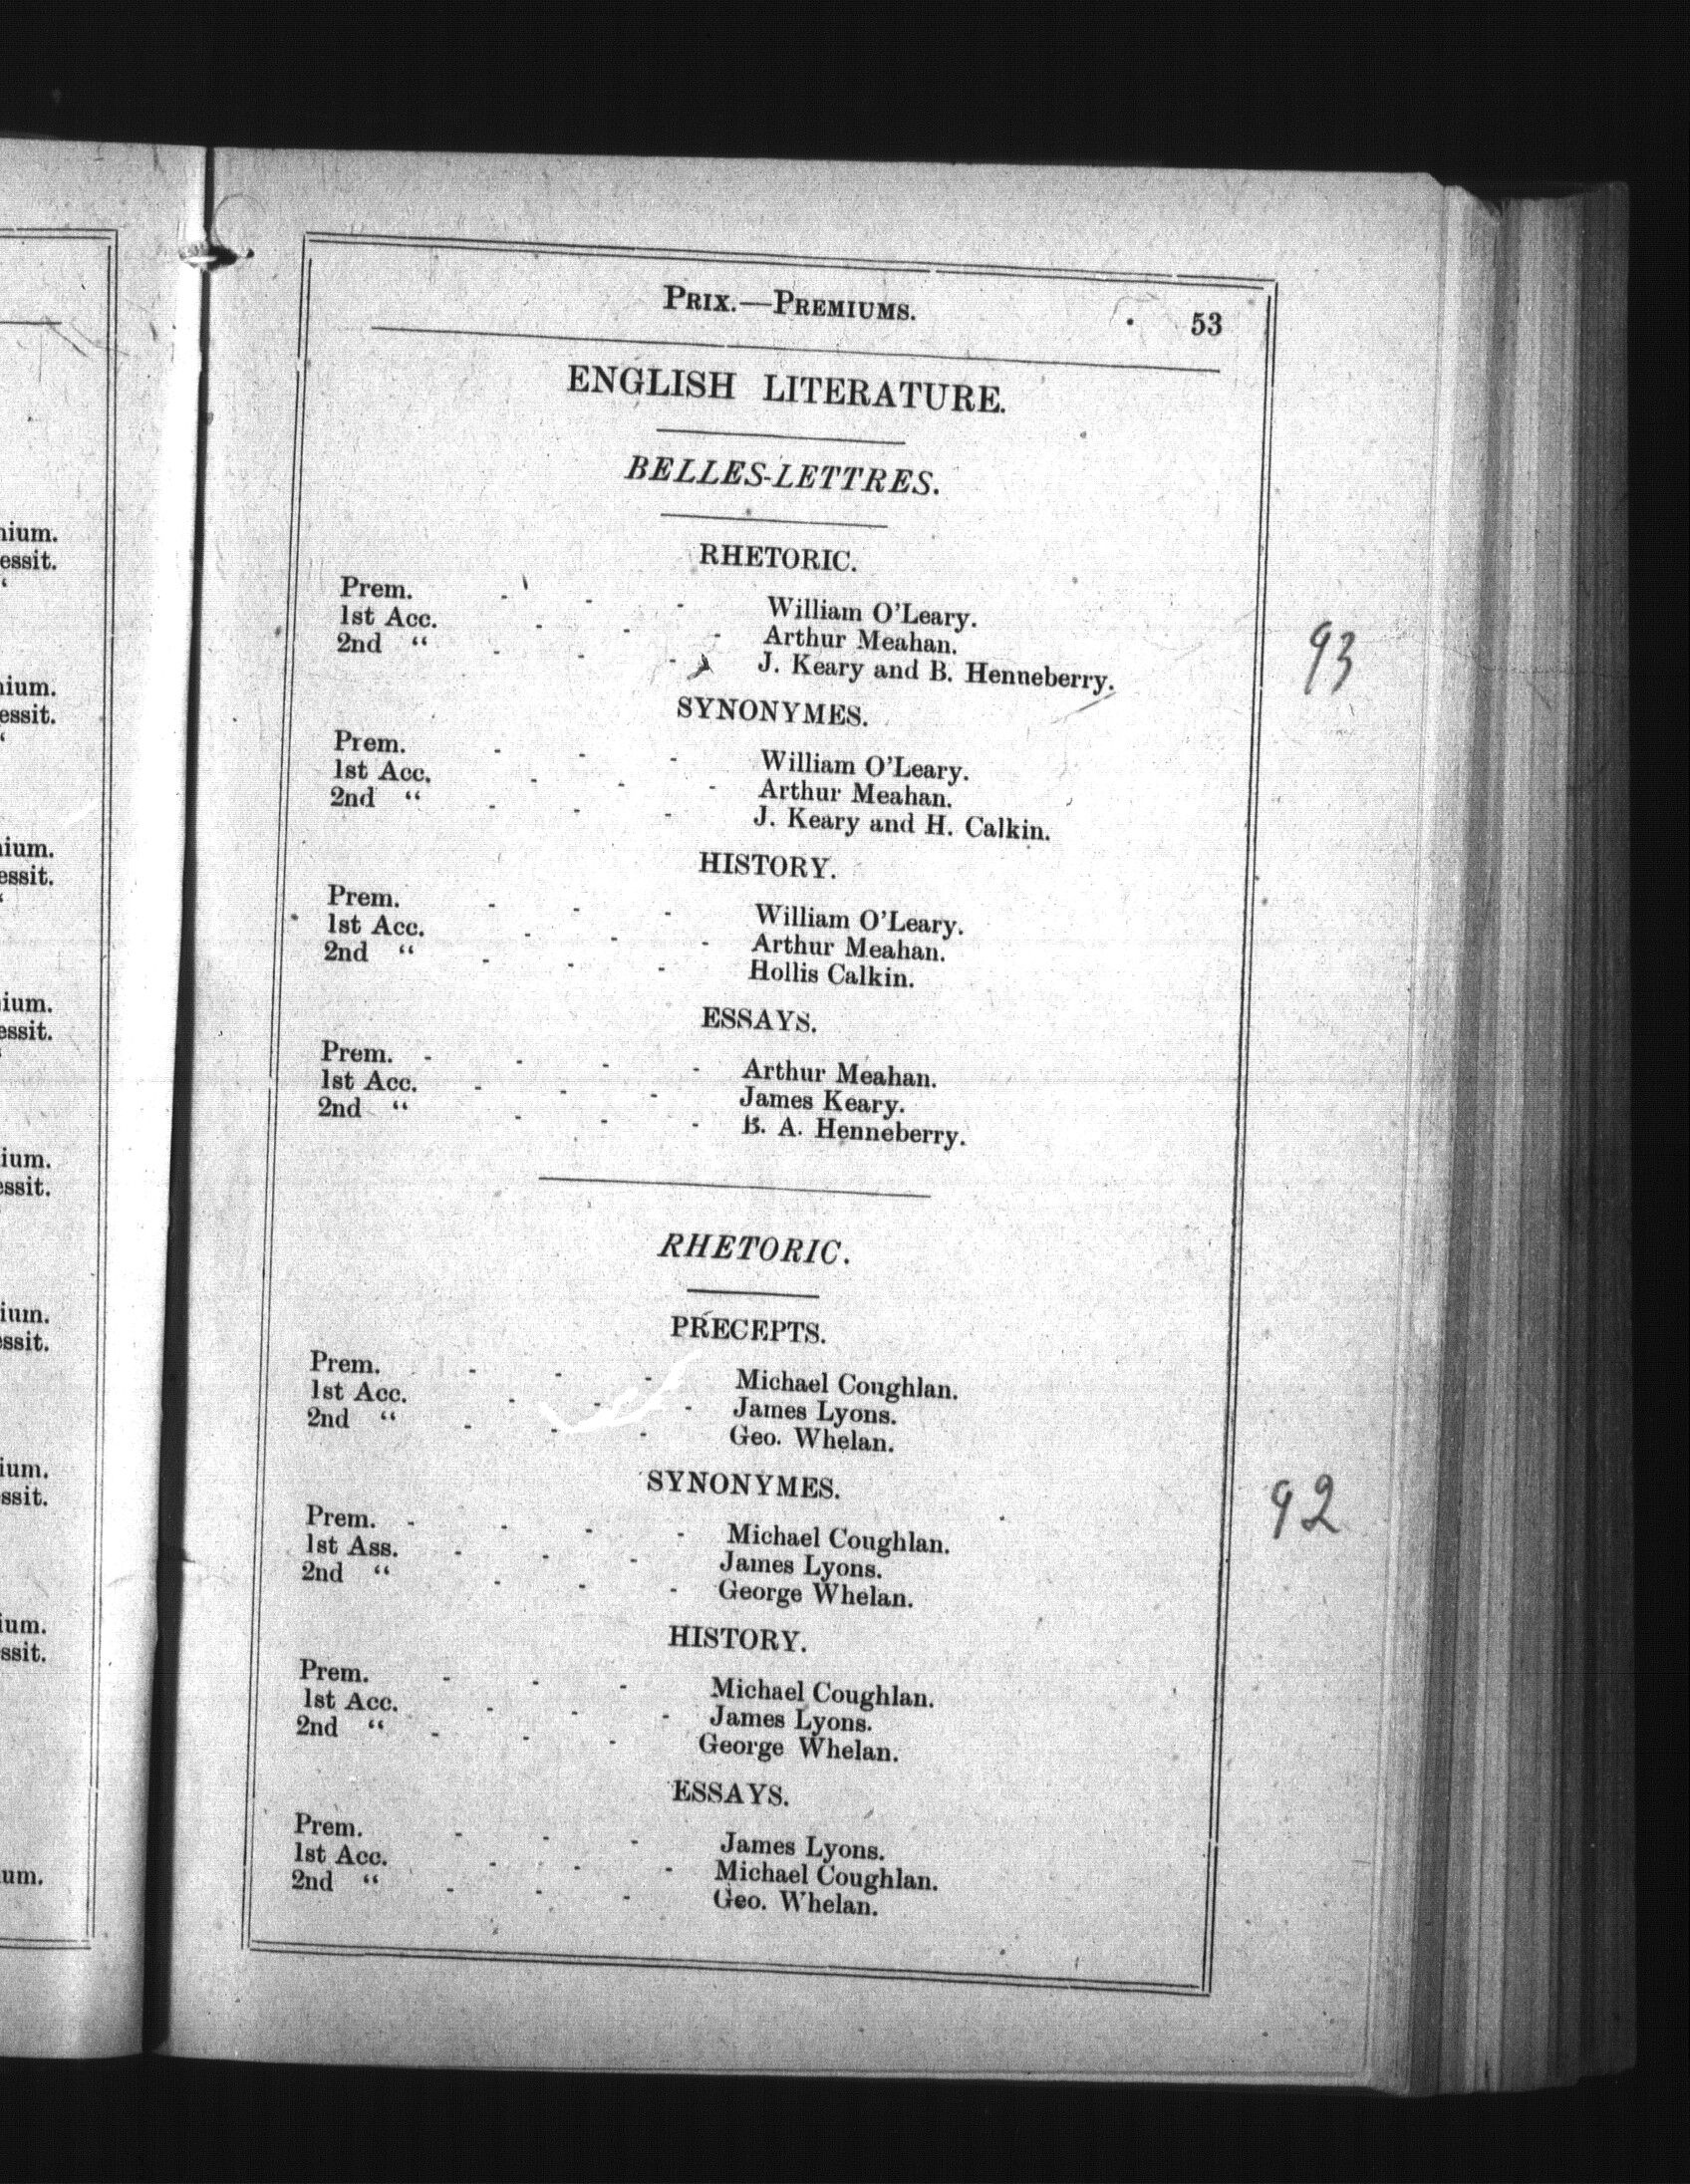 PRIX.—PREMIUMS. 53
ENGLISH LITERATURE.
BELLES-LETTRES.
RHETORIC.
Prem. - - - William O'Leary.
1st Acc. - - - Arthur Meahan.
2nd “ - - - J. Keary and B. Henneberry.
93
SYNONYMES.
Prem. - - - William O'Leary.
1st Acc. - - - Arthur Meahan.
2nd “ - - - J. Keary and H. Calkin.
HISTORY.
Prem. - - - William O'Leary.
1st Acc. - - - Arthur Meahan.
2nd “ - - - Hollis Calkin.
ESSAYS.
Prem. - - - - Arthur Meahan.
1st Acc. - - - James Keary.
2nd “ - - - B. A. Henneberry.
RHETORIC.
PRECEPTS.
Prem. - - - Michael Coughlan.
1st Acc. - - - James Lyons.
2nd “ - - - Geo. Whelan.
SYNONYMES.
92
Prem. - - - - Michael Coughlan.
1st Ass. - - - James Lyons.
2nd “ - - - George Whelan.
HISTORY.
Prem. - - - Michael Coughlan.
1st Acc. - - - James Lyons.
2nd “ - - - George Whelan.
ESSAYS.
Prem. - - - James Lyons.
1st Acc. - - - Michael Coughlan.
2nd “ - - - Geo. Whelan.